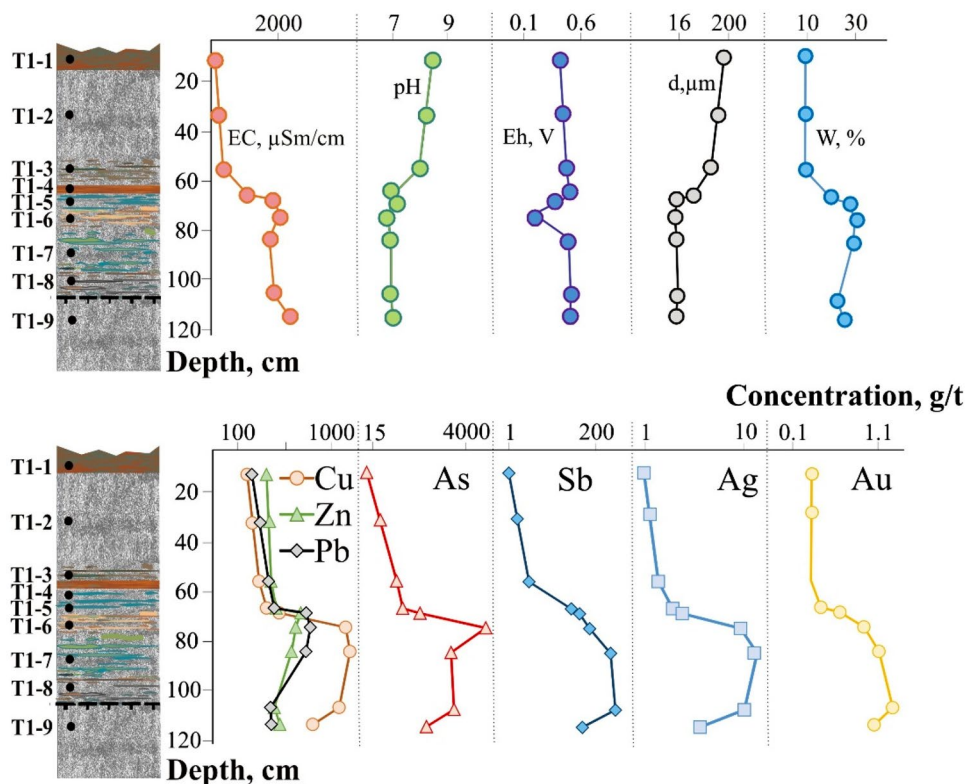 2000 7 9 0.1 0.6 16 200 10 30
T1-1
T1-2
T1-3
T1-4
T1-5
T1-6
T1-7
T1-8
T1-9
20
40
60
80
100
120
EC, µSm/cm
pH
Eh, V
d,µm
W, %
Depth, cm
Concentration, g/t
100 1000 15 4000 1 200 1 10 0.1 1.1
T1-1
T1-2
T1-3
T1-4
T1-5
T1-6
T1-7
T1-8
T1-9
20
40
60
80
100
120
Cu
Zn
Pb
As
Sb
Ag
Au
Depth, cm